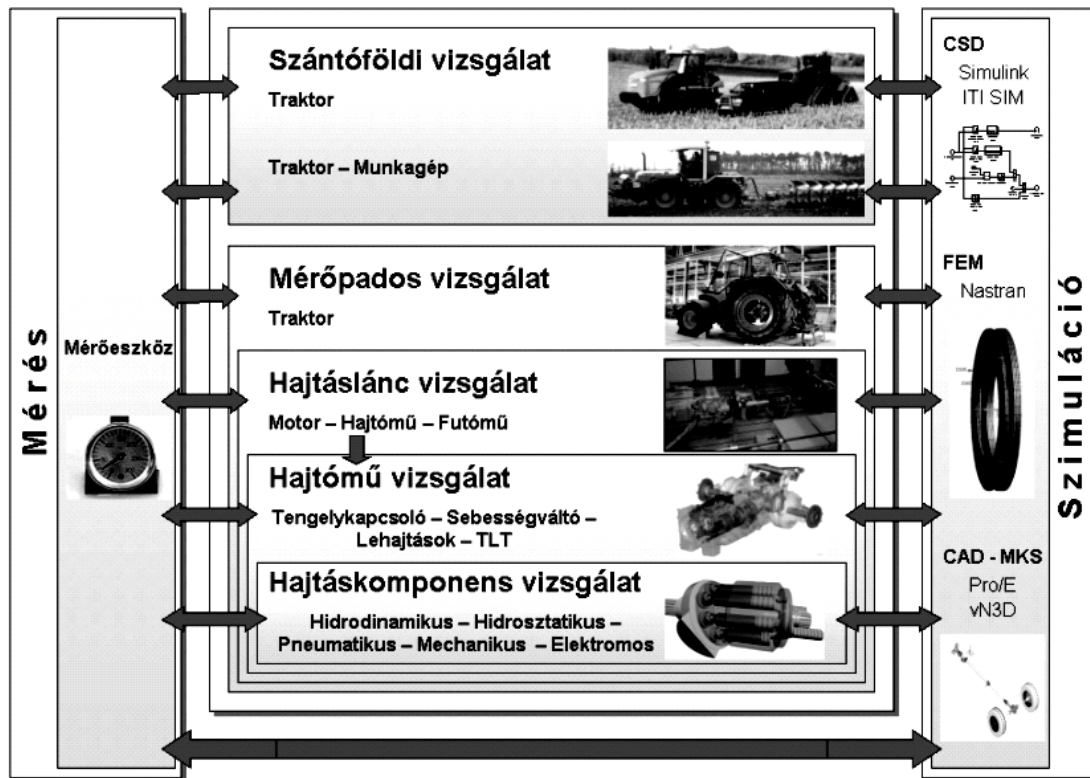 Mérés
Mérőeszköz
Szántóföldi vizsgálat
Traktor
Traktor – Munkagép
Mérőpados vizsgálat
Traktor
Hajtáslánc vizsgálat
Motor – Hajtómű – Futómű
Hajtómű vizsgálat
Tengelykapcsoló – Sebességváltó –
Lehajtások – TLT
Hajtáskomponens vizsgálat
Hidrodinamikus – Hidrosztatikus –
Pneumatikus – Mechanikus – Elektromos
CSD
Simulink
ITI SIM
FEM
Nastran
CAD - MKS
Pro/E
vN3D
Szimuláció